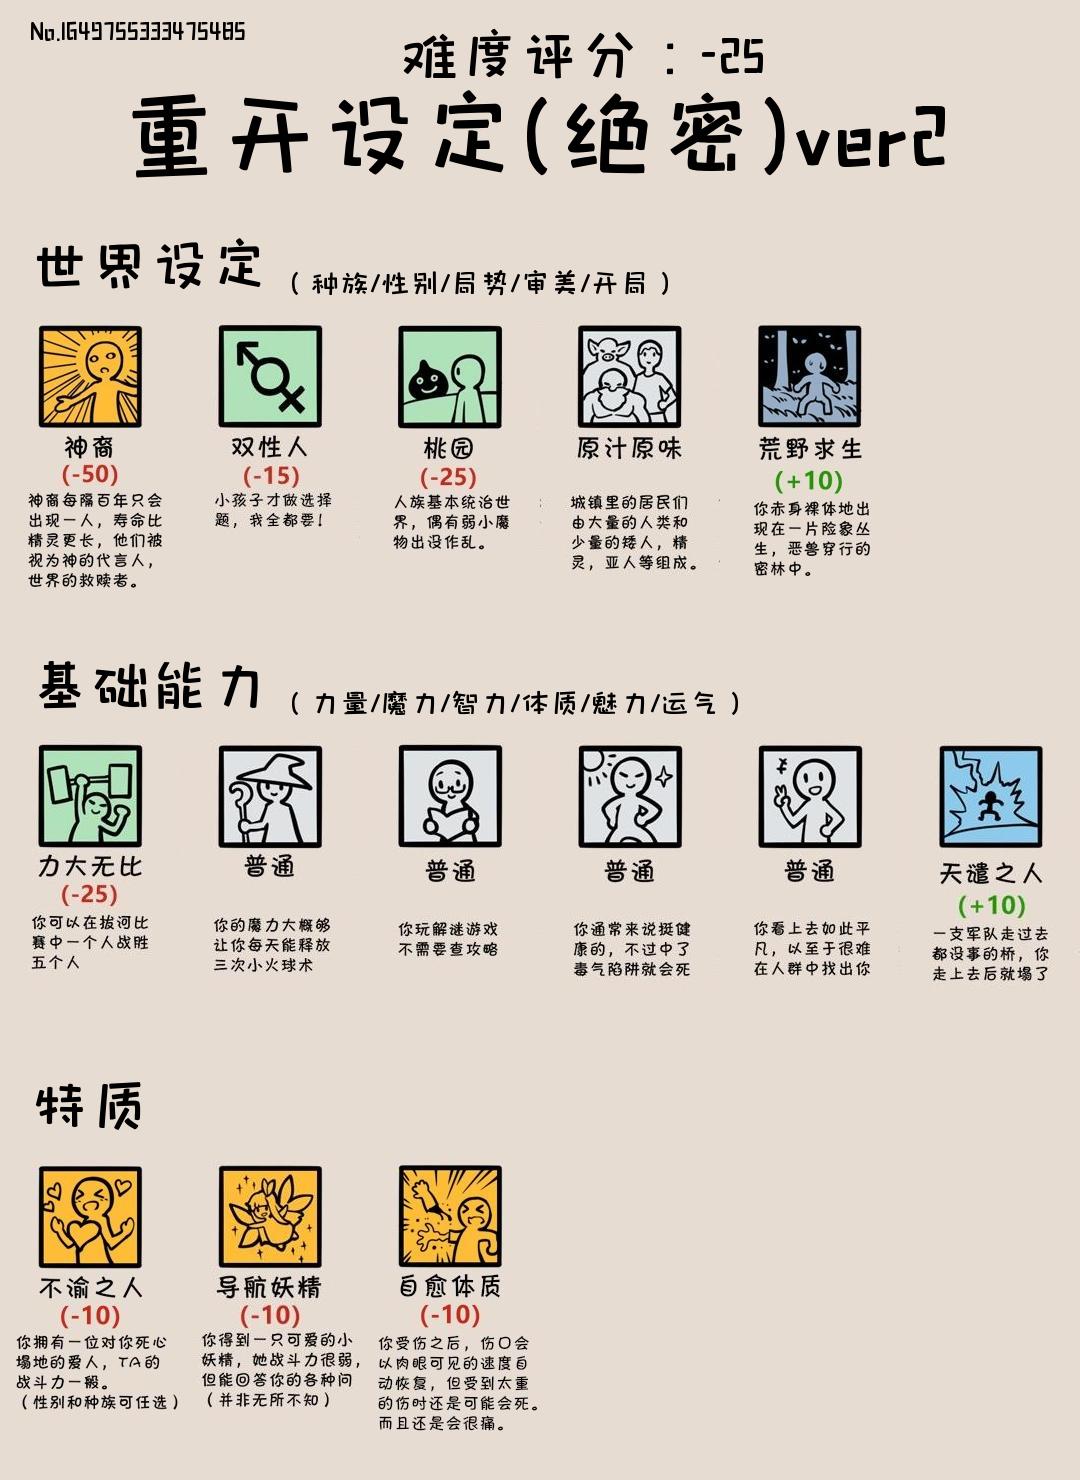 No.1649755333475485
难度评分：-25
重开设定(绝密)ver2
世界设定（种族/性别/局势/审美/开局）
神裔
(-50)
神裔每隔百年只会
出现一人，寿命比
精灵更长，他们被
视为神的代言人，
世界的救赎者。
双性人
(-15)
小孩子才做选择
题，我全都要！
桃园
(-25)
人族基本统治世
界，偶有弱小魔
物出没作乱。
原汁原味
城镇里的居民们
由大量的人类和
少量的矮人，精
灵，亚人等组成。
荒野求生
(+10)
你赤身裸体地出
现在一片险象丛
生，恶兽穿行的
密林中。
基础能力（力量/魔力/智力/体质/魅力/运气）
力大无比
(-25)
你可以在拔河比
赛中一个人战胜
五个人
普通
你的魔力大概够
让你每天能释放
三次小火球术
普通
你玩解谜游戏
不需要查攻略
普通
你通常来说挺健
康的，不过中了
毒气陷阱就会死
普通
你看上去如此平
凡，以至于很难
在人群中找出你
天谴之人
(+10)
一支军队走过去
都没事的桥，你
走上去后就塌了
特质
不渝之人
(-10)
你拥有一位对你死心
塌地的爱人，TA的
战斗力一般。
（性别和种族可任选）
导航妖精
(-10)
你得到一只可爱的小
妖精，她战斗力很弱，
但能回答你的各种问
（并非无所不知）
自愈体质
(-10)
你受伤之后，伤口会
以肉眼可见的速度自
动恢复，但受到太重
的伤时还是可能会死。
而且还是会很痛。